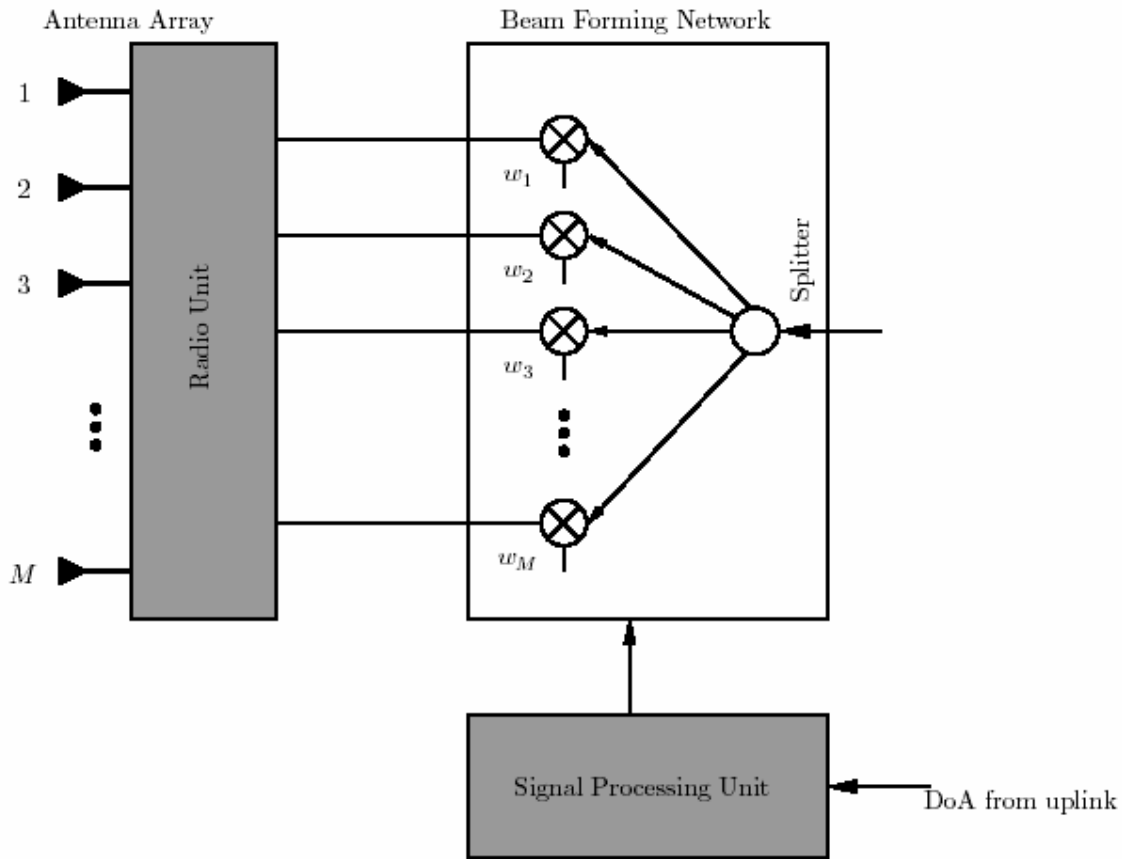 Antenna Array
Beam Forming Network
1
2
3
M
Radio Unit
w1
w2
w3
wM
Splitter
Signal Processing Unit
DoA from uplink